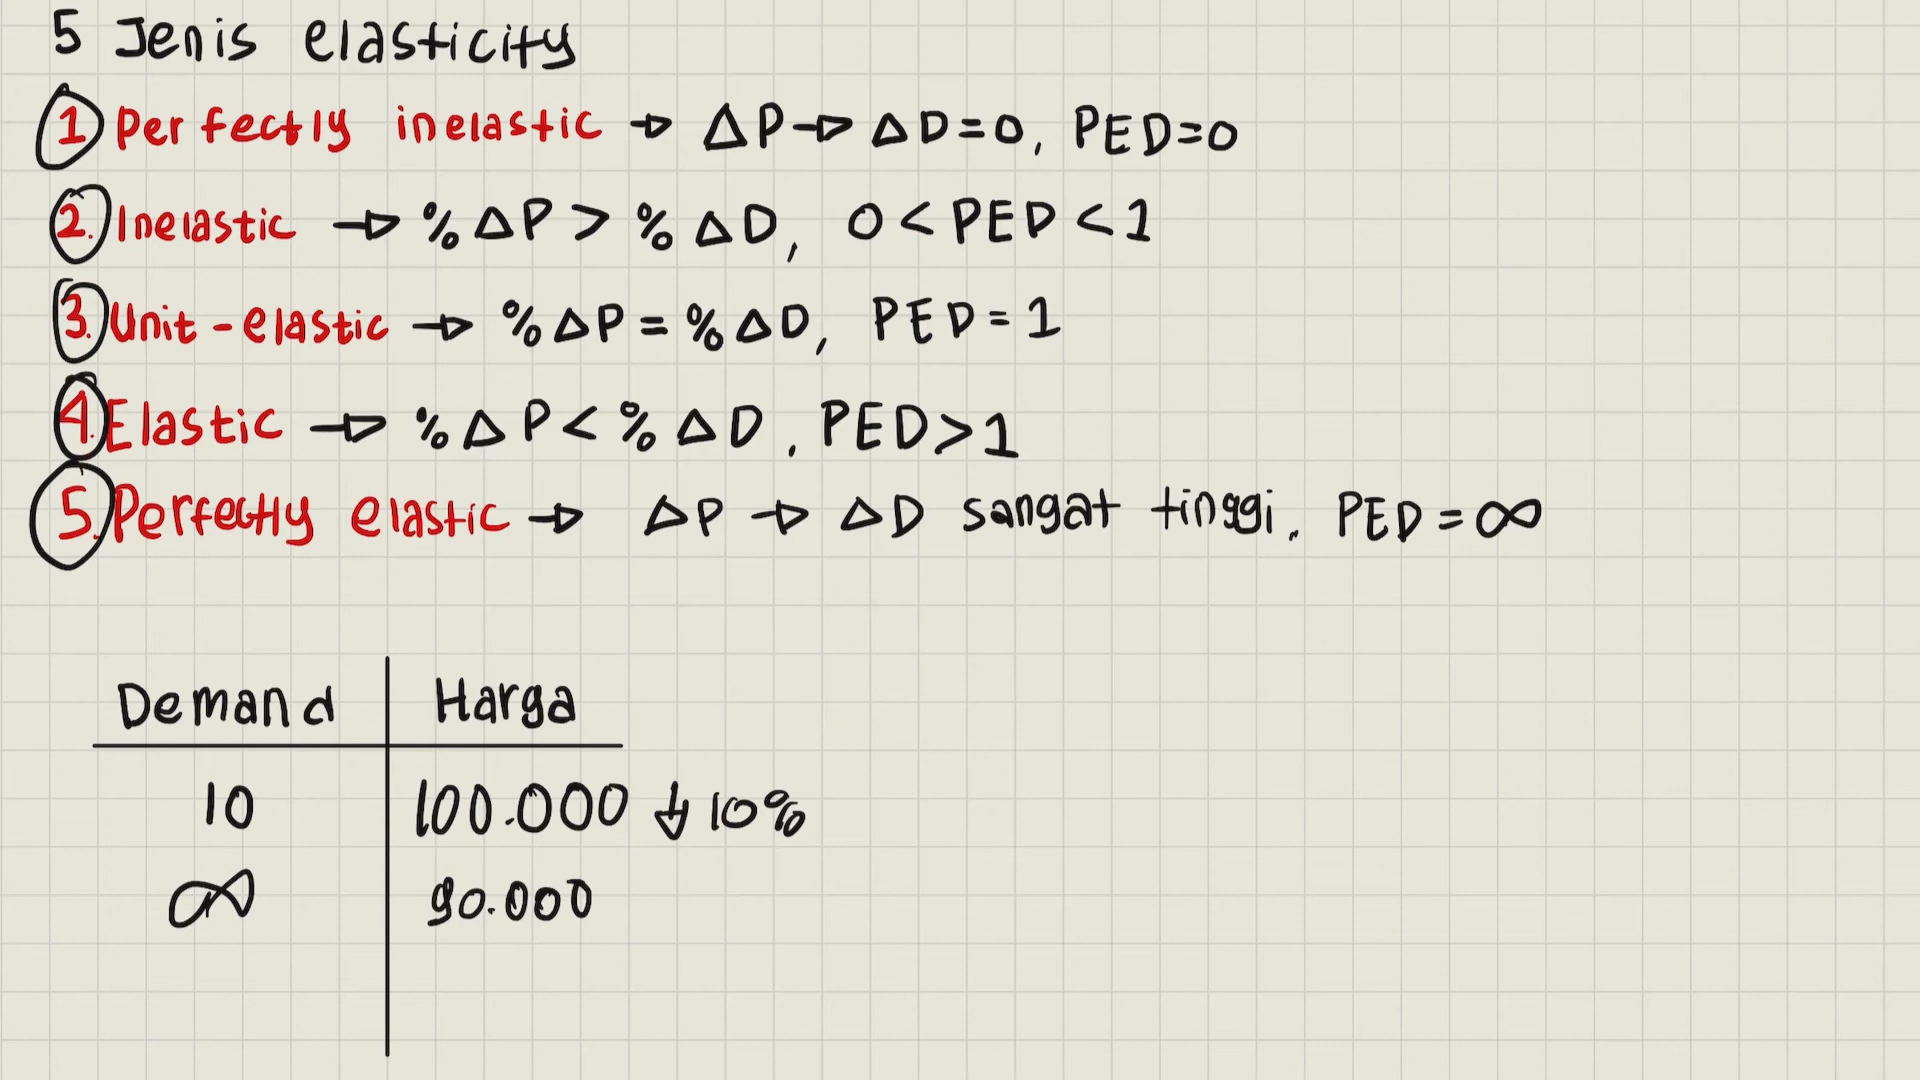 5 Jenis elasticity
1 Perfectly inelastic → ΔP → ΔD = 0, PED = 0
2. Inelastic → % ΔP > % ΔD, 0 < PED < 1
3. Unit-elastic → % ΔP = % ΔD, PED = 1
4. Elastic → % ΔP < % ΔD. PED > 1
5. Perfectly elastic → ΔP → ΔD sangat tinggi. PED = ∞
Demand Harga
10 100.000 ↓ 10%
∞ 90.000